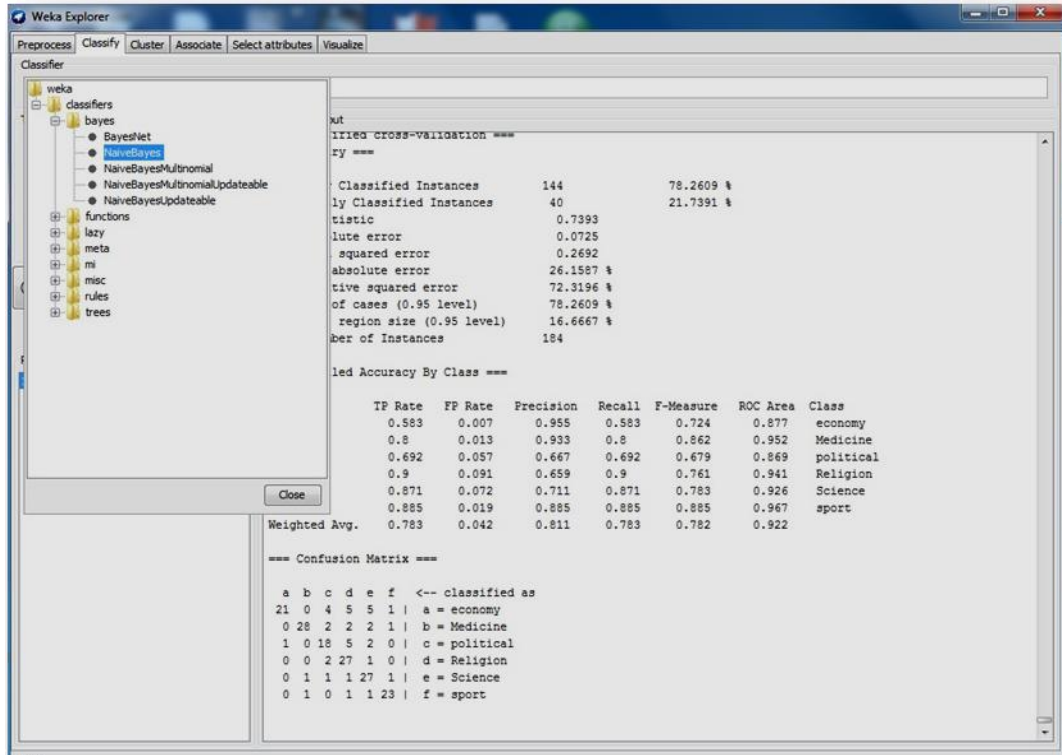 Weka Explorer
Preprocess Classify Cluster Associate Select attributes Visualize
Classifier
weka
classifiers
bayes
BayesNet
NaiveBayes
NaiveBayesMultinomial
NaiveBayesMultinomialUpdateable
NaiveBayesUpdateable
functions
lazy
meta
mi
misc
rules
trees
Close
put
ified cross-validation ===
ry ===
Classified Instances 144 78.2609 %
ly Classified Instances 40 21.7391 %
tistic 0.7393
lute error 0.0725
squared error 0.2692
absolute error 26.1587 %
tive squared error 72.3196 %
of cases (0.95 level) 78.2609 %
region size (0.95 level) 16.6667 %
ber of Instances 184
led Accuracy By Class ===
TP Rate FP Rate Precision Recall F-Measure ROC Area Class
0.583 0.007 0.955 0.583 0.724 0.877 economy
0.8 0.013 0.933 0.8 0.862 0.952 Medicine
0.692 0.057 0.667 0.692 0.679 0.869 political
0.9 0.091 0.659 0.9 0.761 0.941 Religion
0.871 0.072 0.711 0.871 0.783 0.926 Science
0.885 0.019 0.885 0.885 0.885 0.967 sport
Weighted Avg. 0.783 0.042 0.811 0.783 0.782 0.922
=== Confusion Matrix ===
a b c d e f <-- classified as
21 0 4 5 5 1 | a = economy
0 28 2 2 2 1 | b = Medicine
1 0 18 5 2 0 | c = political
0 0 2 27 1 0 | d = Religion
0 1 1 1 27 1 | e = Science
0 1 0 1 1 23 | f = sport